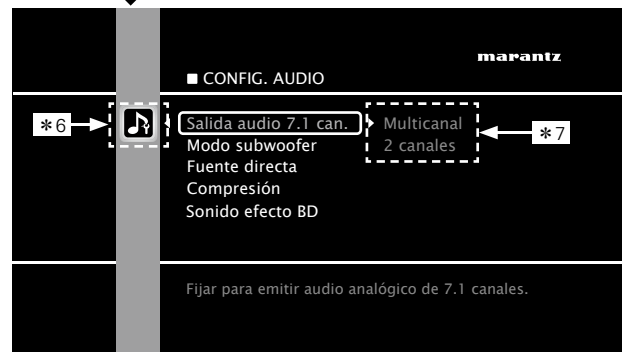 marantz
■ CONFIG. AUDIO
*6
Salida audio 7.1 can.
Multicanal
*7
Modo subwoofer
2 canales
Fuente directa
Compresión
Sonido efecto BD
Fijar para emitir audio analógico de 7.1 canales.